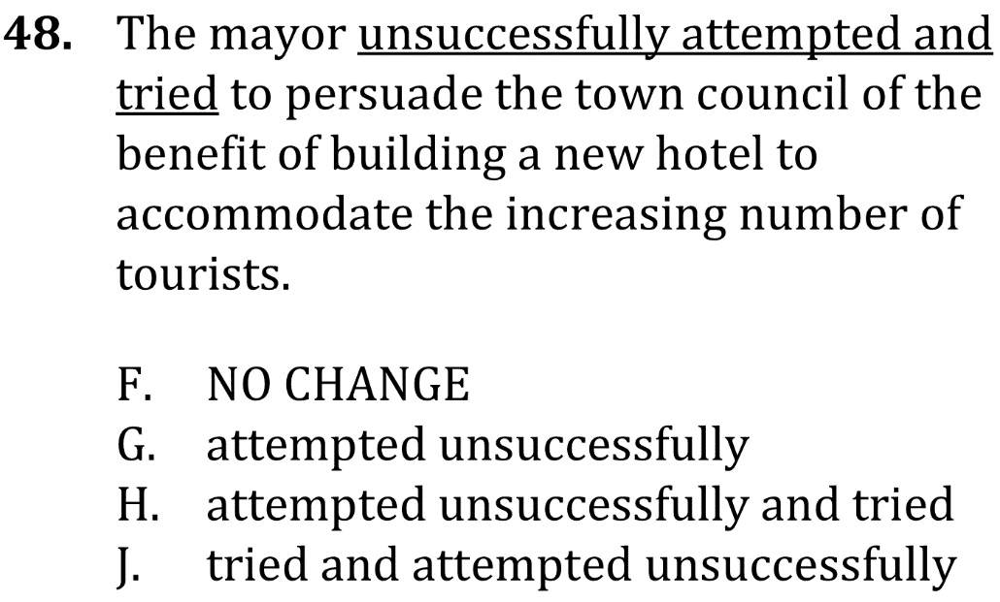 48. The mayor unsuccessfully attempted and
tried to persuade the town council of the
benefit of building a new hotel to
accommodate the increasing number of
tourists.
F. NO CHANGE
G. attempted unsuccessfully
H. attempted unsuccessfully and tried
J. tried and attempted unsuccessfully